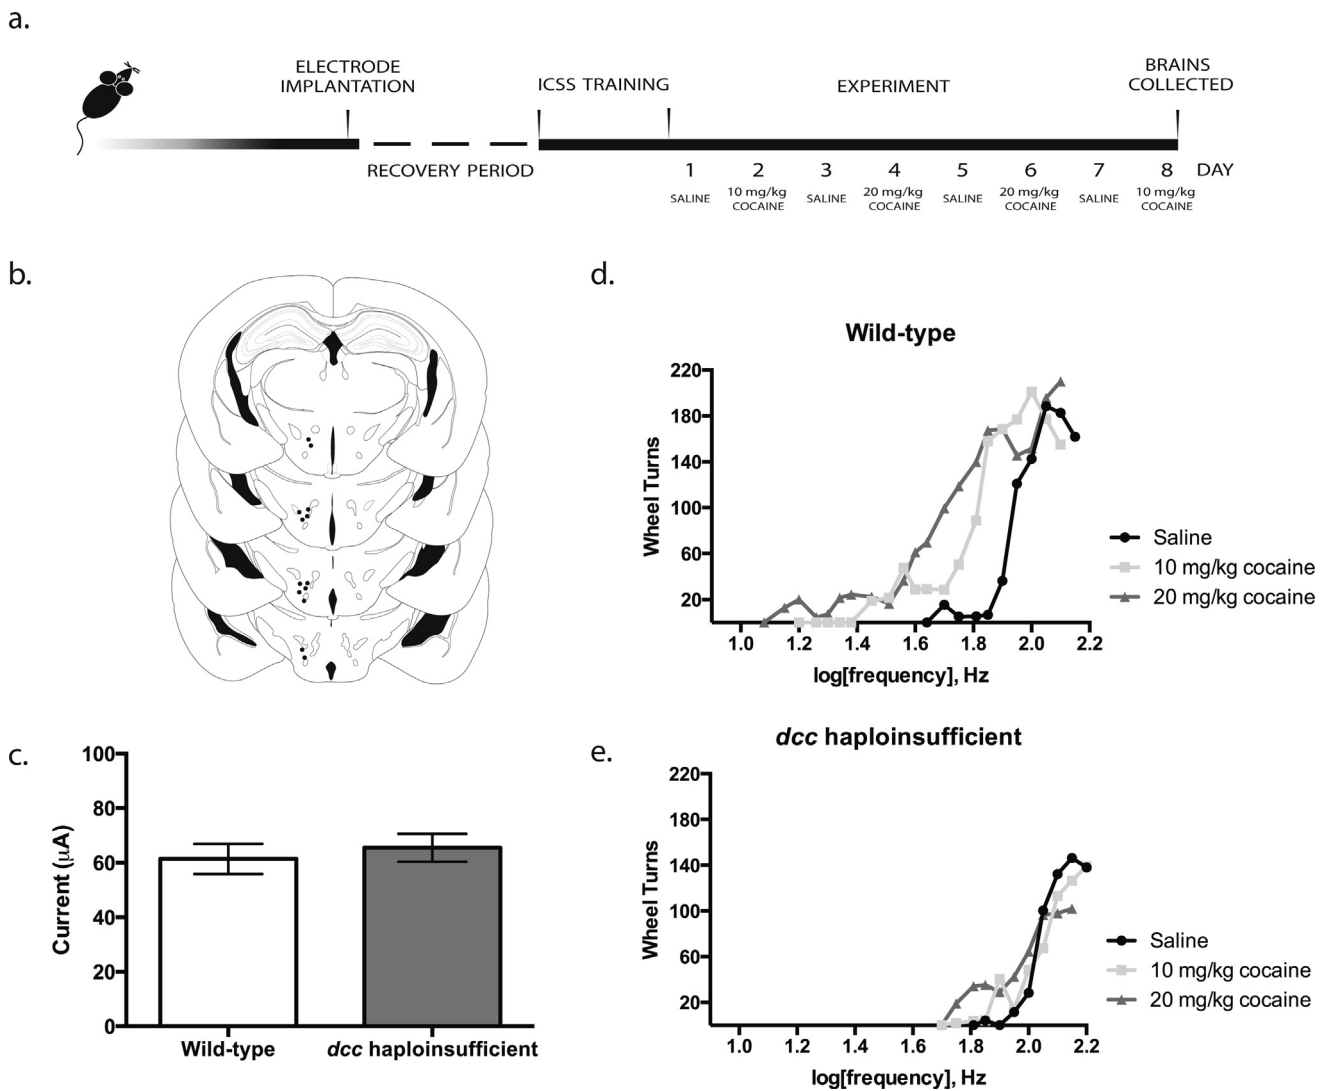 a.
ELECTRODE
IMPLANTATION
ICSS TRAINING
EXPERIMENT
BRAINS
COLLECTED
RECOVERY PERIOD
1 2 3 4 5 6 7 8 DAY
SALINE 10 mg/kg COCAINE SALINE 20 mg/kg COCAINE SALINE 20 mg/kg COCAINE SALINE 10 mg/kg COCAINE
b.
c.
100
80
60
40
20
0
Current (μA)
Wild-type dcc haploinsufficient
d.
Wild-type
220
180
140
100
60
20
Wheel Turns
1.0 1.2 1.4 1.6 1.8 2.0 2.2
log[frequency], Hz
Saline
10 mg/kg cocaine
20 mg/kg cocaine
e.
dcc haploinsufficient
220
180
140
100
60
20
Wheel Turns
1.0 1.2 1.4 1.6 1.8 2.0 2.2
log[frequency], Hz
Saline
10 mg/kg cocaine
20 mg/kg cocaine